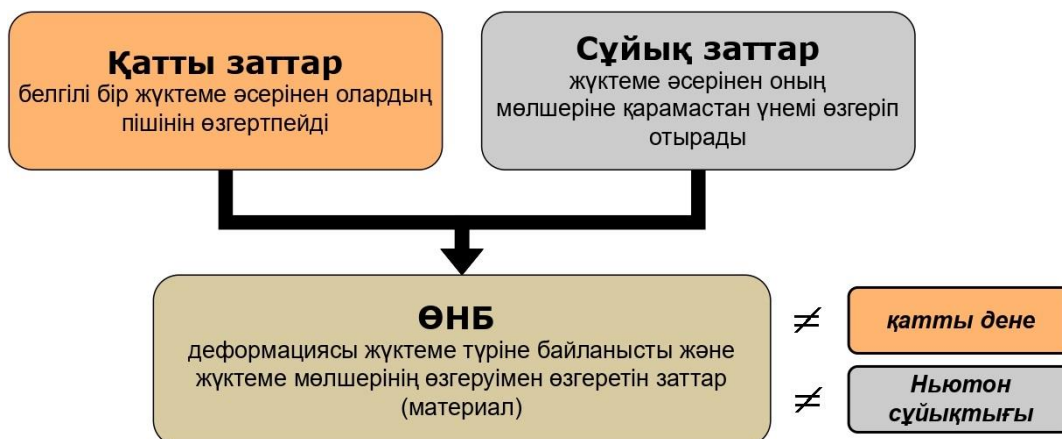 Қатты заттар
белгілі бір жүктеме әсерінен олардың
пішінін өзгертпейді
Сұйық заттар
жүктеме әсерінен оның
мөлшеріне қарамастан үнемі өзгеріп
отырады
ӨНБ
деформациясы жүктеме түріне байланысты және
жүктеме мөлшерінің өзгеруімен өзгеретін заттар
(материал)
≠
қатты дене
≠
Ньютон
сұйықтығы